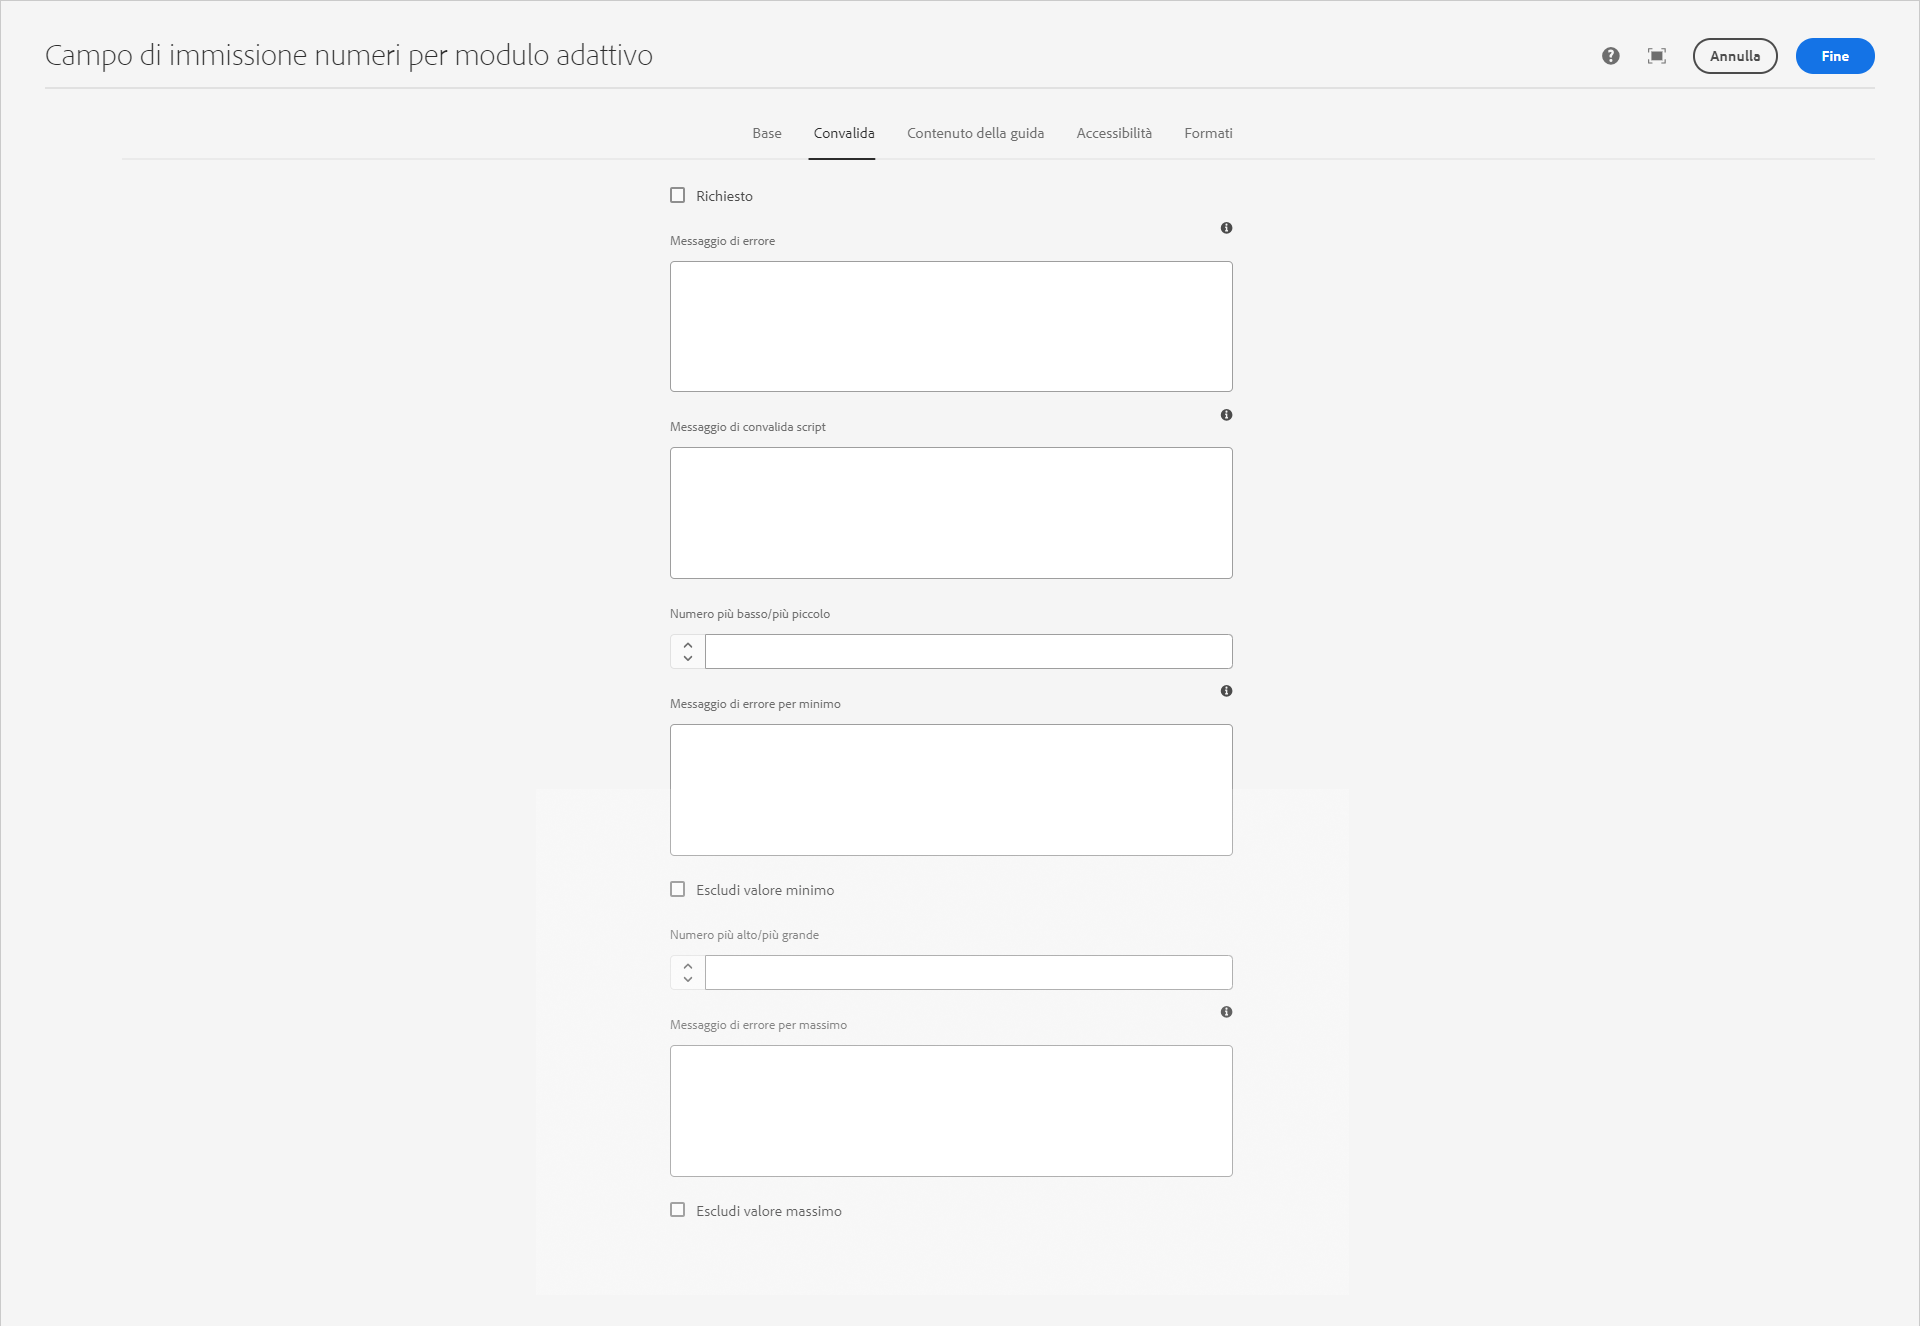 Campo di immissione numeri per modulo adattivo
Annulla
Fine
Base
Convalida
Contenuto della guida
Accessibilità
Formati
Richiesto
Messaggio di errore
Messaggio di convalida script
Numero più basso/più piccolo
Messaggio di errore per minimo
Escludi valore minimo
Numero più alto/più grande
Messaggio di errore per massimo
Escludi valore massimo